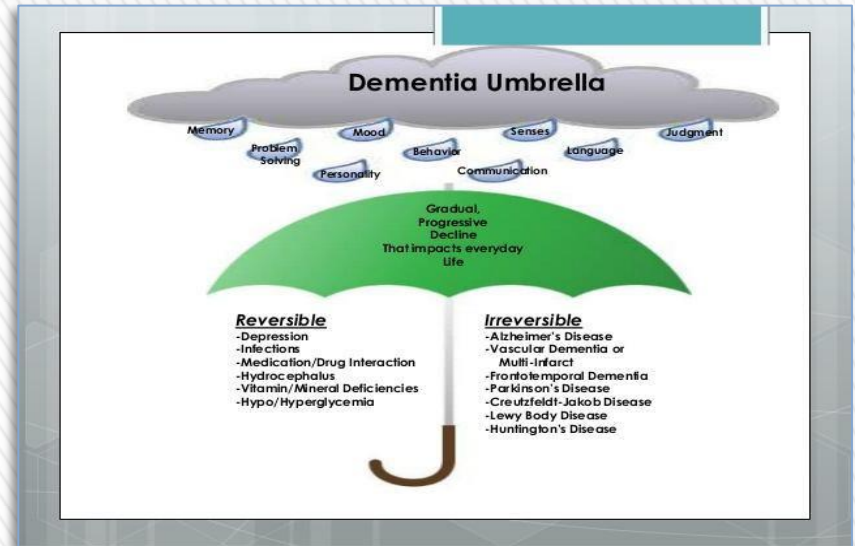 Dementia Umbrella
Memory
Mood
Senses
Judgment
Problem
Solving
Behavior
Language
Personality
Communication
Gradual,
Progressive
Decline
That impacts everyday
Life
Reversible
-Depression
-Infections
-Medication/Drug Interaction
-Hydrocephalus
-Vitamin/Mineral Deficiencies
-Hypo/Hyperglycemia
Irreversible
-Alzheimer's Disease
-Vascular Dementia or
Multi-Infarct
-Frontotemporal Dementia
-Parkinson's Disease
-Creutzfeldt-Jakob Disease
-Lewy Body Disease
-Huntington's Disease